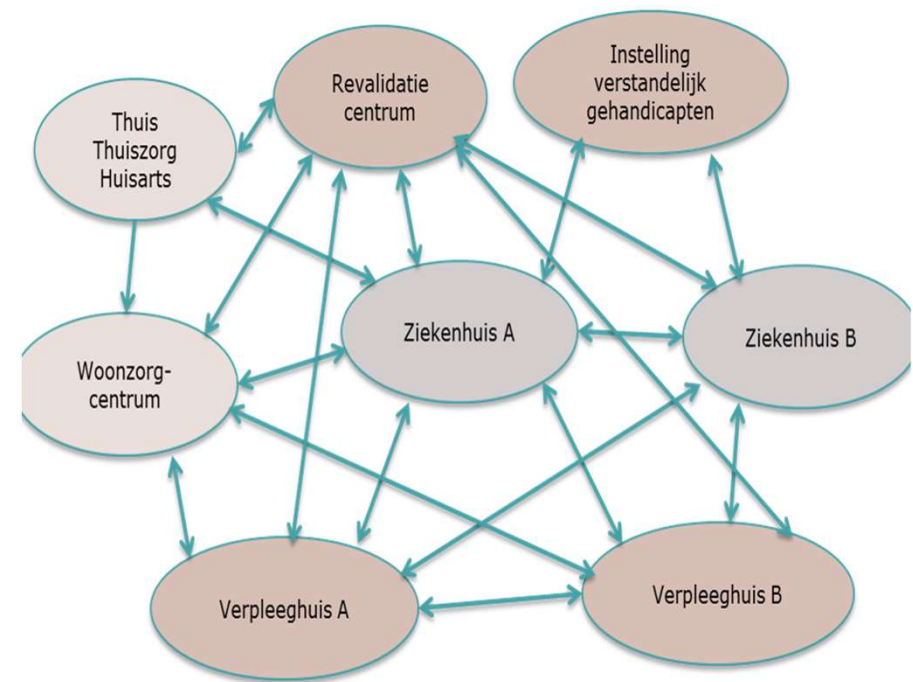 Instelling
verstandelijk
gehandicapten
Revalidatie
centrum
Thuis
Thuiszorg
Huisarts
Ziekenhuis A
Ziekenhuis B
Woonzorg-
centrum
Verpleeghuis A
Verpleeghuis B